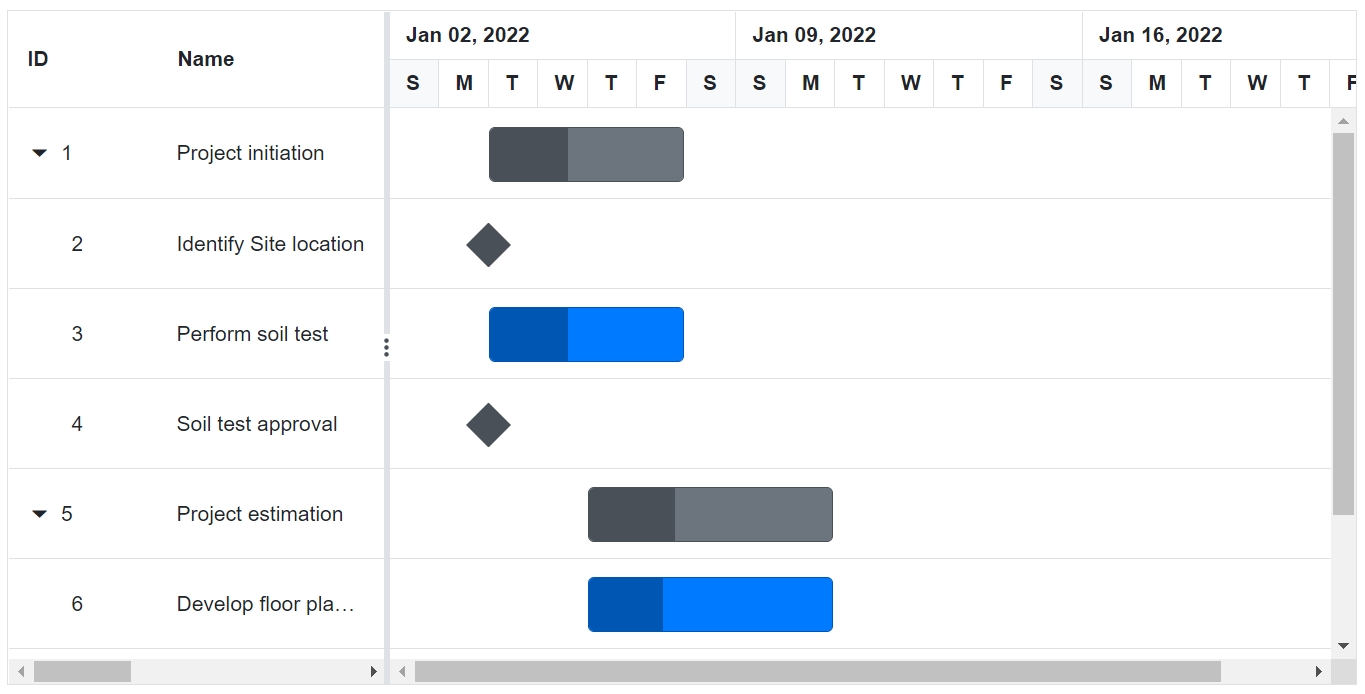 ID Name
Jan 02, 2022 Jan 09, 2022 Jan 16, 2022
S M T W T F S S M T W T F S S M T W T F
1 Project initiation
2 Identify Site location
3 Perform soil test
4 Soil test approval
5 Project estimation
6 Develop floor pla…